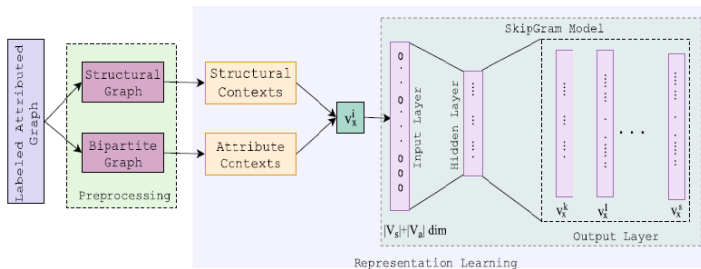 Labeled Attributed
Graph
Structural
Graph
Bipartite
Graph
Preprocessing
Structural
Contexts
Attribute
Contexts
v_x^i
SkipGram Model
Input Layer
|V_s|+|V_a| dim
Hidden Layer
v_x^k
v_x^l
v_x^s
Output Layer
Representation Learning